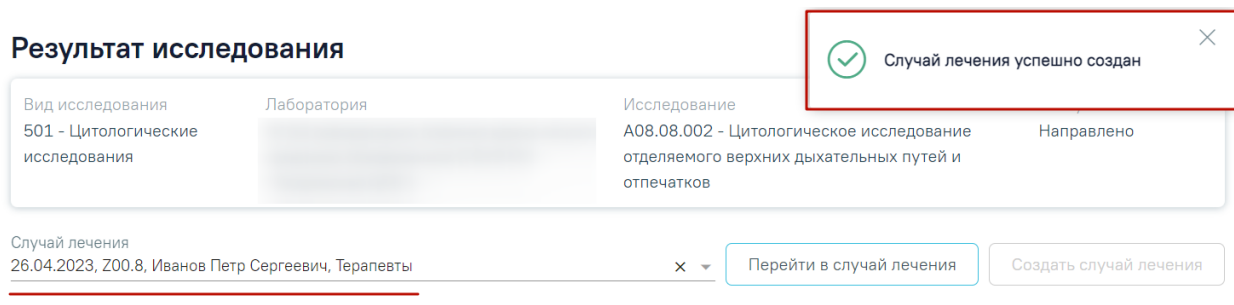 Результат исследования
Случай лечения успешно создан
Вид исследования
501 - Цитологические
исследования
Лаборатория
Исследование
А08.08.002 - Цитологическое исследование
отделяемого верхних дыхательных путей и
отпечатков
Направлено
Случай лечения
26.04.2023, Z00.8, Иванов Петр Сергеевич, Терапевты
Перейти в случай лечения
Создать случай лечения